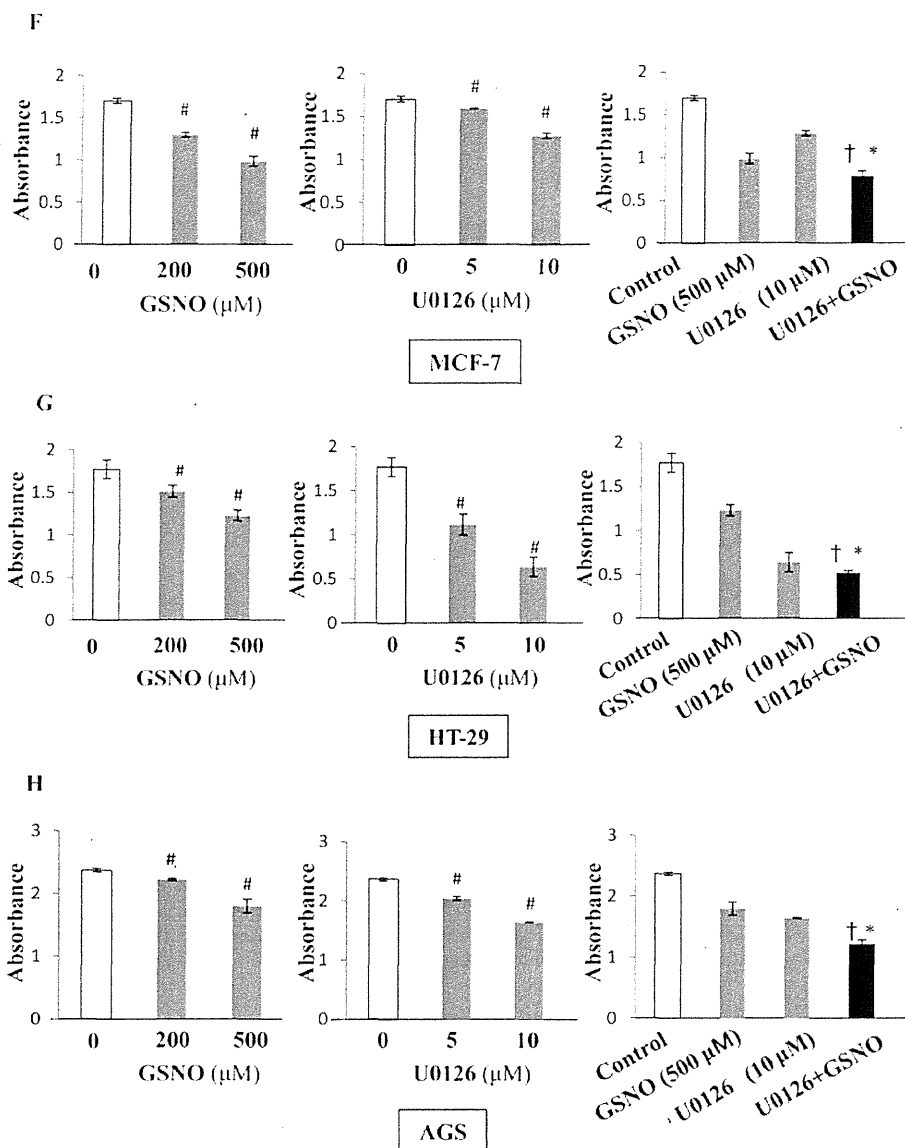 F
Absorbance
2
1.5
1
0.5
0
#
#
0 200 500
GSNO (µM)
Absorbance
2
1.5
1
0.5
0
#
#
0 5 10
U0126 (µM)
Absorbance
2
1.5
1
0.5
0
† *
Control
GSNO (500 µM)
U0126 (10 µM)
U0126+GSNO
MCF-7
G
Absorbance
2
1.5
1
0.5
0
#
#
0 200 500
GSNO (µM)
Absorbance
2
1.5
1
0.5
0
#
#
0 5 10
U0126 (µM)
Absorbance
2
1.5
1
0.5
0
† *
Control
GSNO (500 µM)
U0126 (10 µM)
U0126+GSNO
HT-29
H
Absorbance
3
2
1
0
#
#
0 200 500
GSNO (µM)
Absorbance
3
2
1
0
#
#
0 5 10
U0126 (µM)
Absorbance
3
2
1
0
† *
Control
GSNO (500 µM)
U0126 (10 µM)
U0126+GSNO
AGS